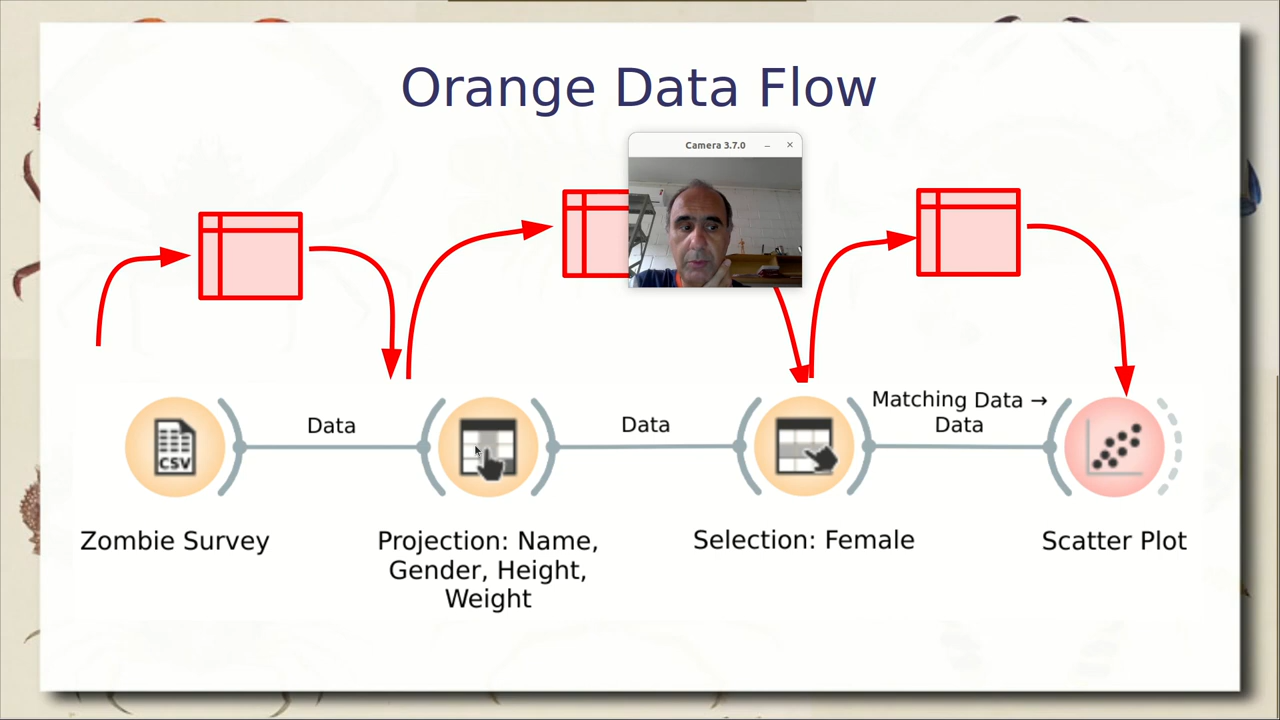 Orange Data Flow
Camera 3.7.0
Matching Data →
Data
Data
Data
CSV
Zombie Survey
Projection: Name,
Gender, Height,
Weight
Selection: Female
Scatter Plot